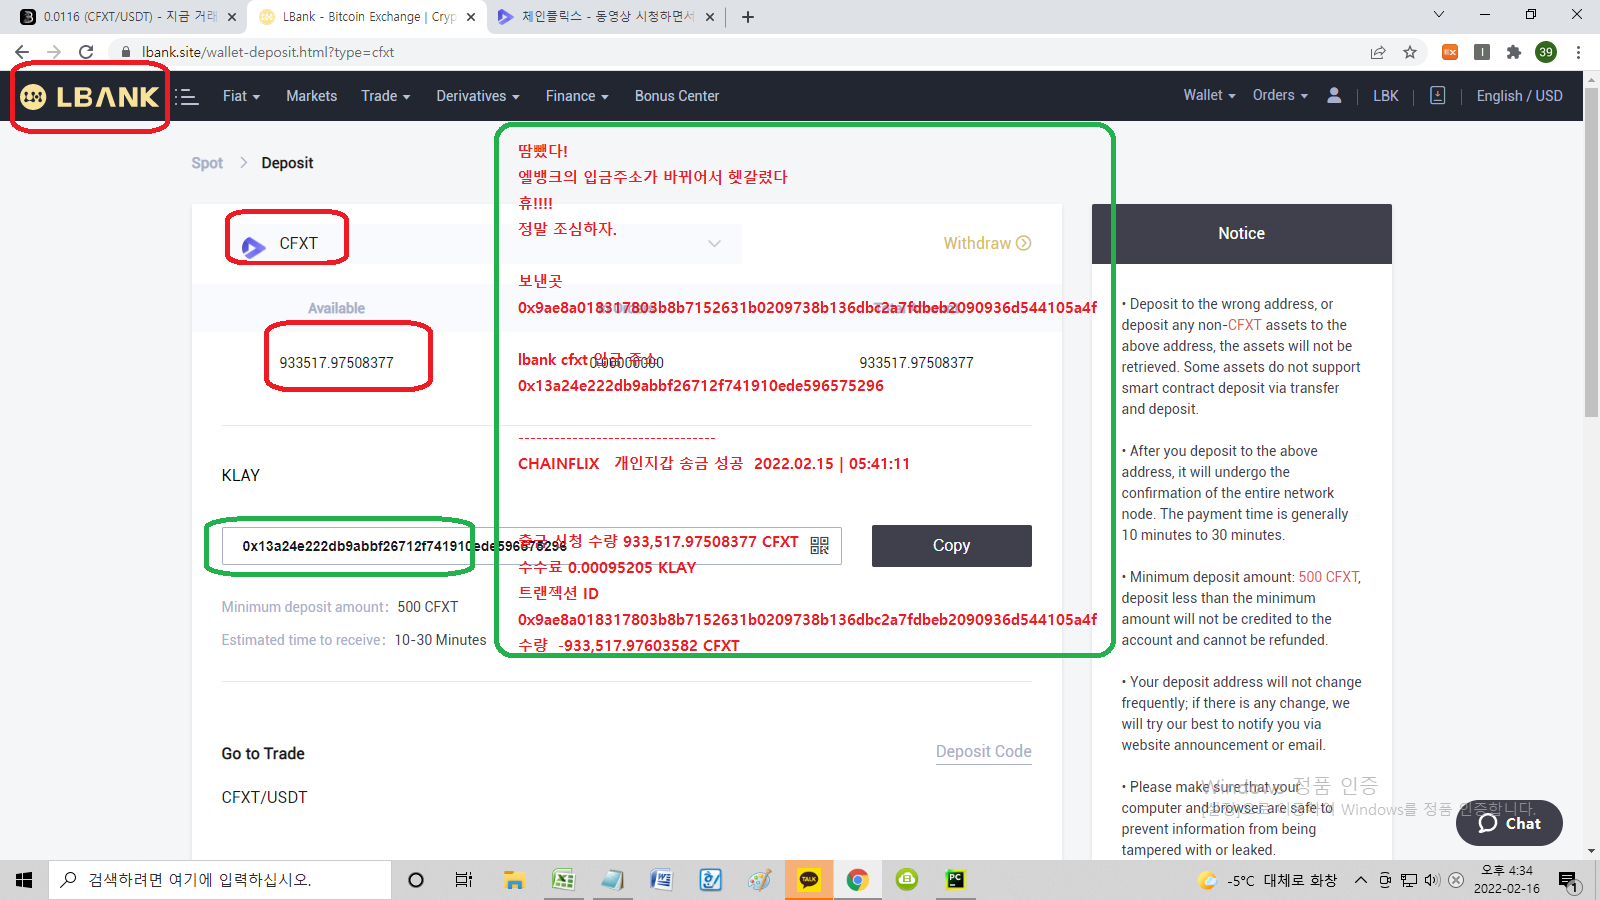 0.0116 (CFXT/USDT) - 지금 거래
LBank - Bitcoin Exchange | Cryp
체인플릭스 - 동영상 시청하면서
lbank.site/wallet-deposit.html?type=cfxt
39
LBANK
Fiat
Markets
Trade
Derivatives
Finance
Bonus Center
Wallet
Orders
LBK
English / USD
Spot > Deposit
땀뺐다!
엘뱅크의 입금주소가 바뀌어서 헷갈렸다
휴!!!!
정말 조심하자.
CFXT
Withdraw
보낸곳
Available
0x9ae8a018317803b8b7152631b0209738b136dbc2a7fdbeb2090936d544105a4f
lbank cfxt 입금 주소
933517.97508377
0.00000000
933517.97508377
0x13a24e222db9abbf26712f741910ede596575296
---------------------------------
CHAINFLIX 개인지갑 송금 성공 2022.02.15 | 05:41:11
KLAY
0x13a24e222db9abbf26712f741910ede596575296
출금 신청 수량 933,517.97508377 CFXT
Copy
수수료 0.00095205 KLAY
트랜젝션 ID
Minimum deposit amount: 500 CFXT
0x9ae8a018317803b8b7152631b0209738b136dbc2a7fdbeb2090936d544105a4f
Estimated time to receive: 10-30 Minutes
수량 -933,517.97603582 CFXT
Go to Trade
Deposit Code
CFXT/USDT
Notice
• Deposit to the wrong address, or
deposit any non-CFXT assets to the
above address, the assets will not be
retrieved. Some assets do not support
smart contract deposit via transfer
and deposit.
• After you deposit to the above
address, it will undergo the
confirmation of the entire network
node. The payment time is generally
10 minutes to 30 minutes.
• Minimum deposit amount: 500 CFXT,
deposit less than the minimum
amount will not be credited to the
account and cannot be refunded.
• Your deposit address will not change
frequently; if there is any change, we
will try our best to notify you via
website announcement or email.
• Please make sure that your
computer and browser are safe to
prevent information from being
tampered with or leaked.
Windows 정품 인증
[설정]으로 이동하여 Windows를 정품 인증합니다.
Chat
검색하려면 여기에 입력하십시오.
TALK
PC
-5°C 대체로 화창
오후 4:34
2022-02-16
1